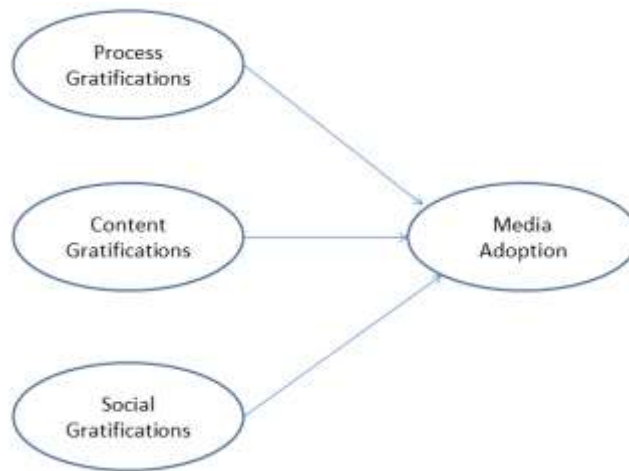 Process
Gratifications
Content
Gratifications
Media
Adoption
Social
Gratifications